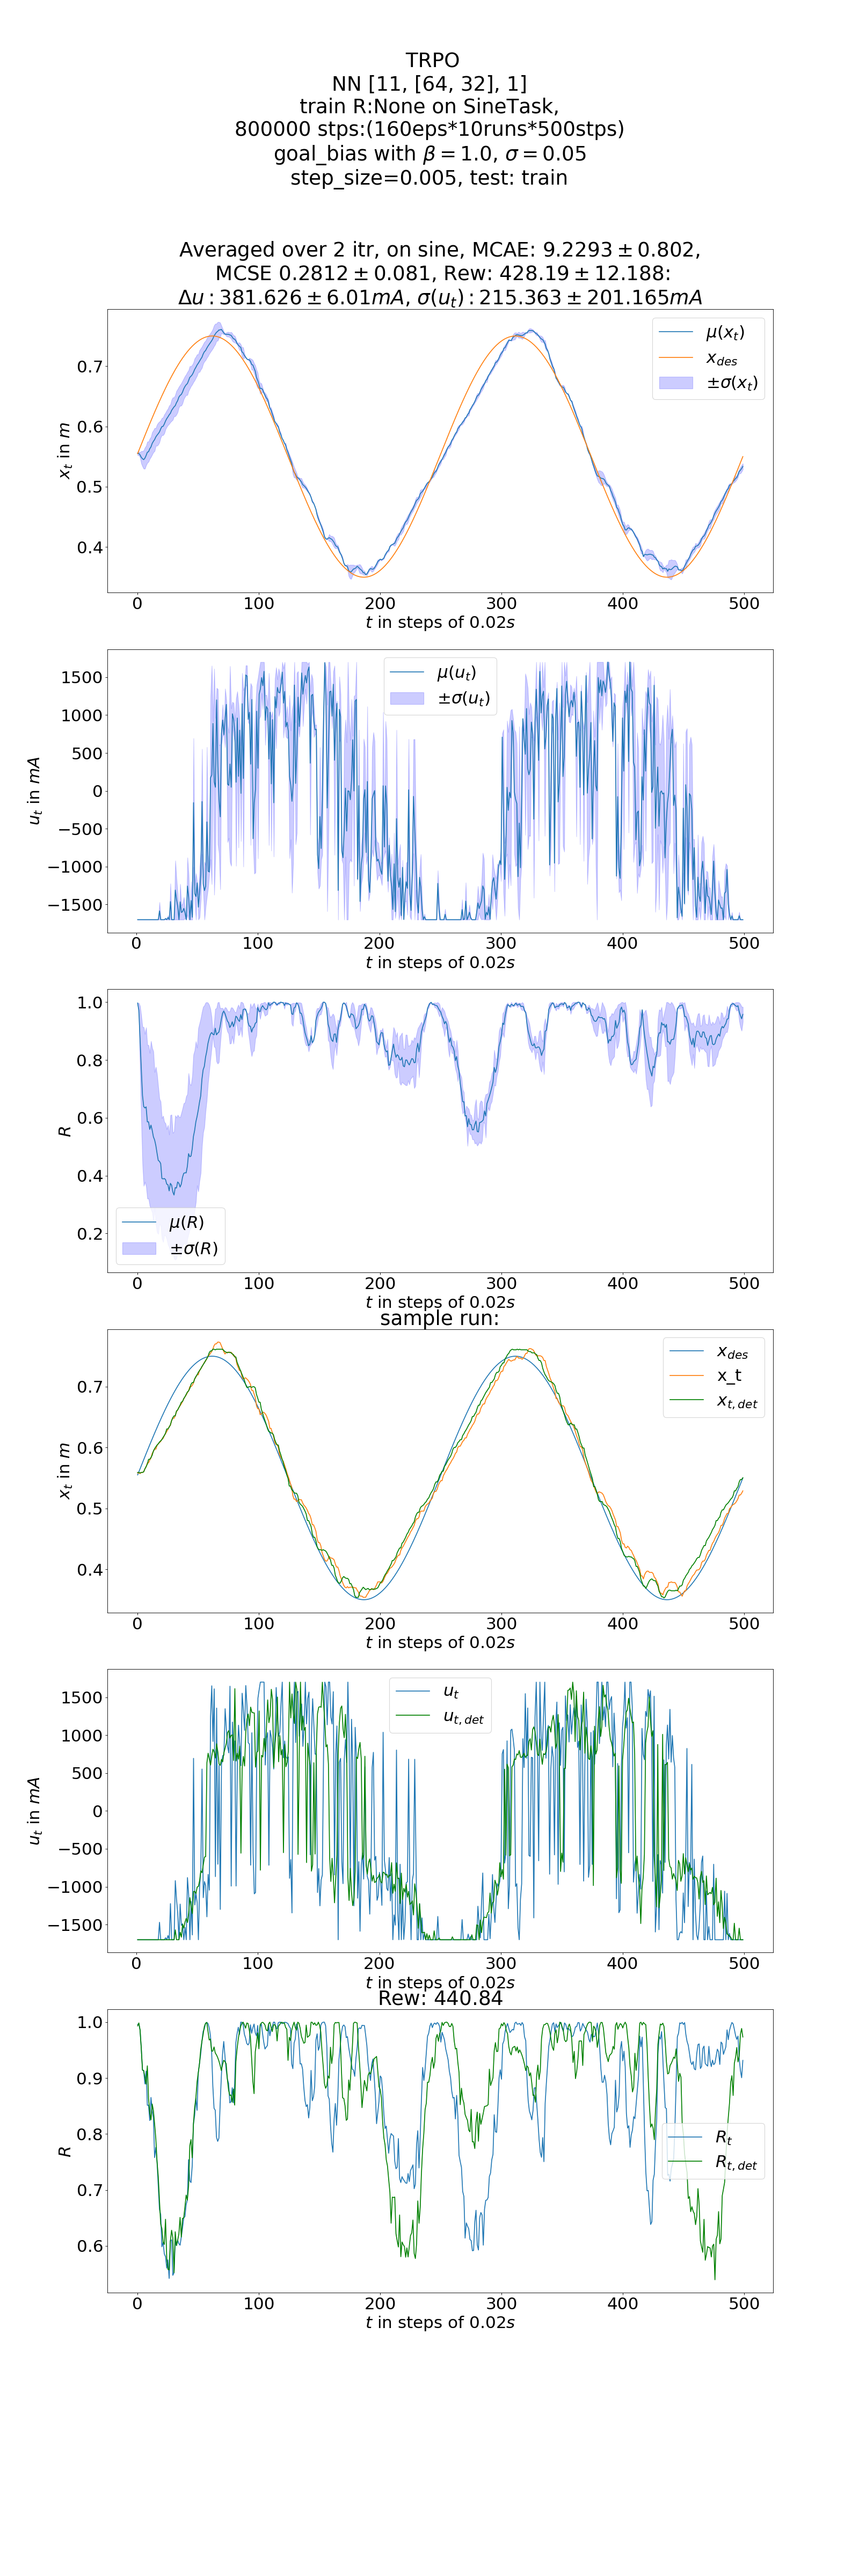 TRPO
NN [11, [64, 32], 1]
train R:None on SineTask,
800000 stps:(160eps*10runs*500stps)
goal_bias with β = 1.0, σ = 0.05
step_size=0.005, test: train
Averaged over 2 itr, on sine, MCAE: 9.2293 ± 0.802,
MCSE 0.2812 ± 0.081, Rew: 428.19 ± 12.188:
Δu : 381.626 ± 6.01mA, σ(u_t) : 215.363 ± 201.165mA
μ(x_t)
x_des
±σ(x_t)
0.7
0.6
0.5
0.4
x_t in m
0 100 200 300 400 500
t in steps of 0.02s
μ(u_t)
±σ(u_t)
1500
1000
500
0
−500
−1000
−1500
u_t in mA
0 100 200 300 400 500
t in steps of 0.02s
1.0
0.8
0.6
0.4
0.2
R
μ(R)
±σ(R)
0 100 200 300 400 500
t in steps of 0.02s
sample run:
x_des
x_t
x_t,det
0.7
0.6
0.5
0.4
x_t in m
0 100 200 300 400 500
t in steps of 0.02s
u_t
u_t,det
1500
1000
500
0
−500
−1000
−1500
u_t in mA
0 100 200 300 400 500
t in steps of 0.02s
Rew: 440.84
1.0
0.9
0.8
0.7
0.6
R
R_t
R_t,det
0 100 200 300 400 500
t in steps of 0.02s